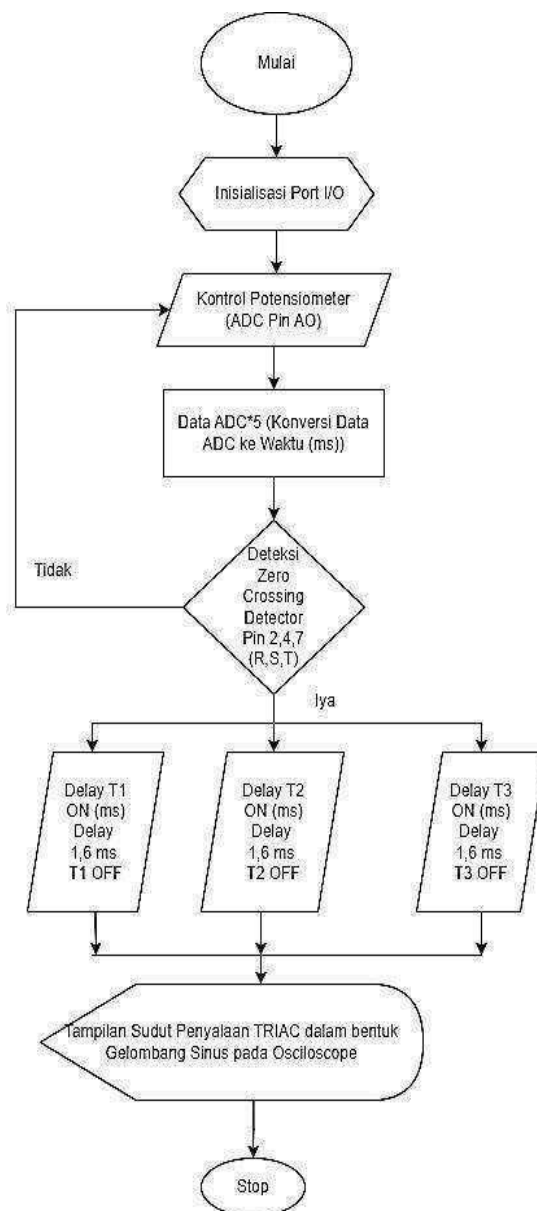 Mulai
Inisialisasi Port I/O
Kontrol Potensiometer
(ADC Pin AO)
Data ADC*5 (Konversi Data
ADC ke Waktu (ms))
Deteksi
Zero
Crossing
Detector
Pin 2,4,7
(R,S,T)
Tidak
Iya
Delay T1
ON (ms)
Delay
1,6 ms
T1 OFF
Delay T2
ON (ms)
Delay
1,6 ms
T2 OFF
Delay T3
ON (ms)
Delay
1,6 ms
T3 OFF
Tampilan Sudut Penyalaan TRIAC dalam bentuk
Gelombang Sinus pada Osciloscope
Stop